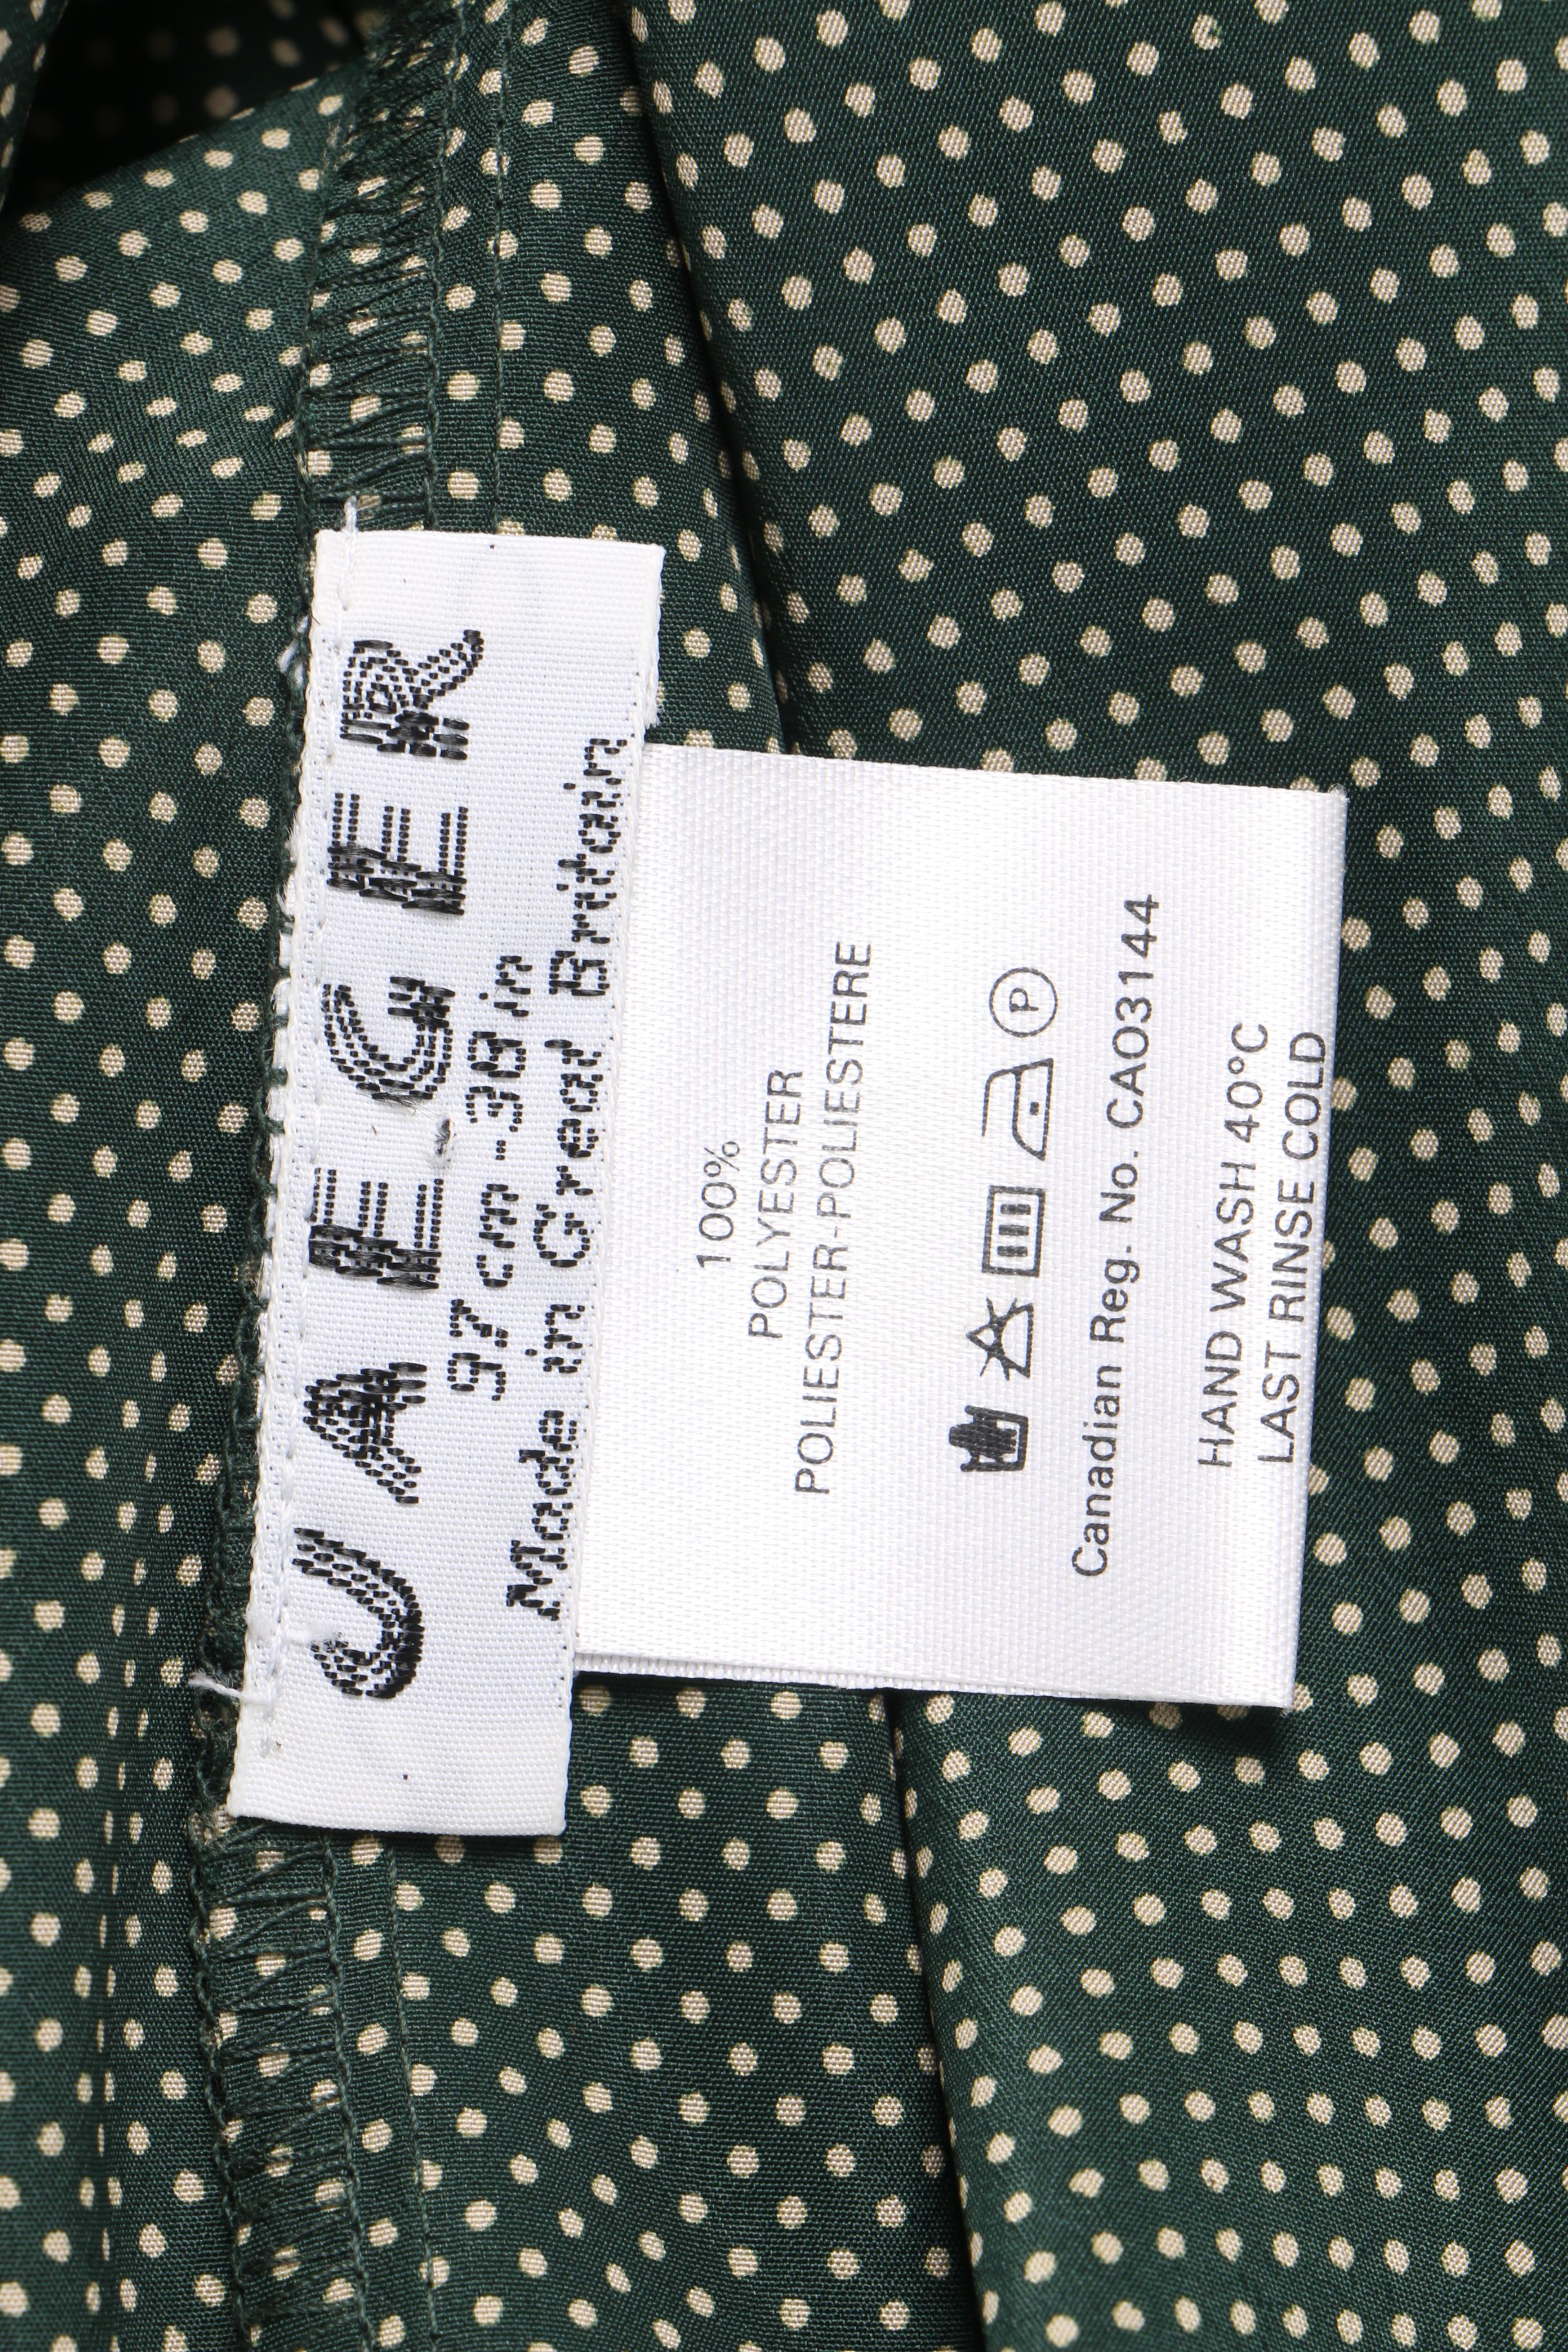 JAEGER
97 cm-38 in
Made in Great Britain
100%
POLYESTER
POLIESTER-POLIESTERE
P
Canadian Reg. No. CA03144
HAND WASH 40°C
LAST RINSE COLD